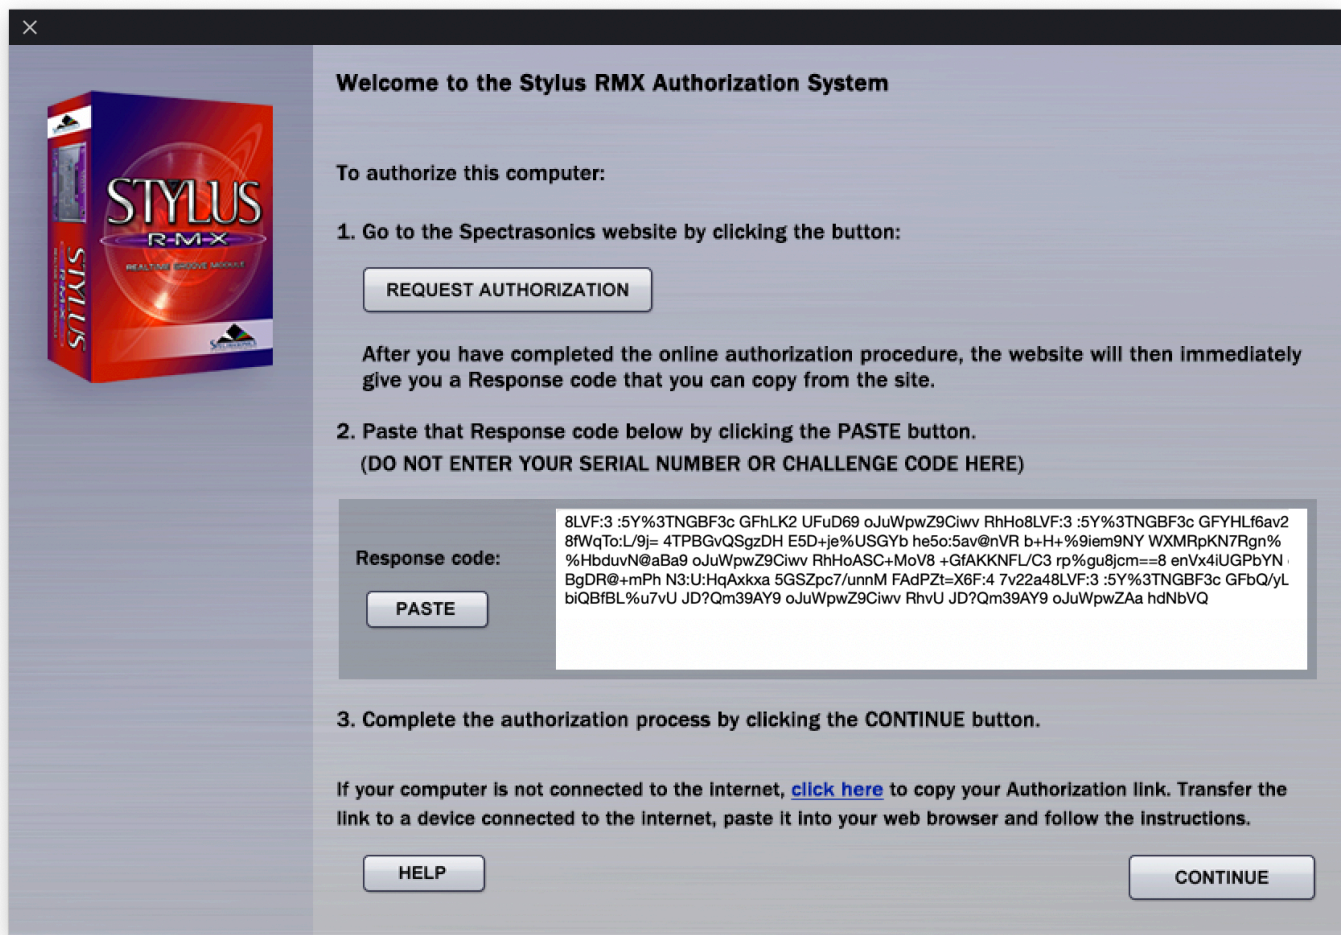 Welcome to the Stylus RMX Authorization System
STYLUS
R·M·X
REALTIME GROOVE MODULE
STYLUS
R·M·X
REALTIME GROOVE MODULE
SPECTRASONICS
To authorize this computer:
1. Go to the Spectrasonics website by clicking the button:
REQUEST AUTHORIZATION
After you have completed the online authorization procedure, the website will then immediately
give you a Response code that you can copy from the site.
2. Paste that Response code below by clicking the PASTE button.
(DO NOT ENTER YOUR SERIAL NUMBER OR CHALLENGE CODE HERE)
Response code:
PASTE
8LVF:3 :5Y%3TNGBF3c GFhLK2 UFuD69 oJuWpwZ9Ciwv RhHo8LVF:3 :5Y%3TNGBF3c GFYHLf6av2
8fWqTo:L/9j= 4TPBGvQSgzDH E5D+je%USGYb he5o:5av@nVR b+H+%9iem9NY WXMRpKN7Rgn%
%HbduvN@aBa9 oJuWpwZ9Ciwv RhHoASC+MoV8 +GfAKKNFL/C3 rp%gu8jcm==8 enVx4iUGPbYN
BgDR@+mPh N3:U:HqAxkxa 5GSZpc7/unnM FAdPZt=X6F:4 7v22a48LVF:3 :5Y%3TNGBF3c GFbQ/yL
biQBfBL%u7vU JD?Qm39AY9 oJuWpwZ9Ciwv RhvU JD?Qm39AY9 oJuWpwZAa hdNbVQ
3. Complete the authorization process by clicking the CONTINUE button.
If your computer is not connected to the internet, click here to copy your Authorization link. Transfer the
link to a device connected to the internet, paste it into your web browser and follow the instructions.
HELP
CONTINUE